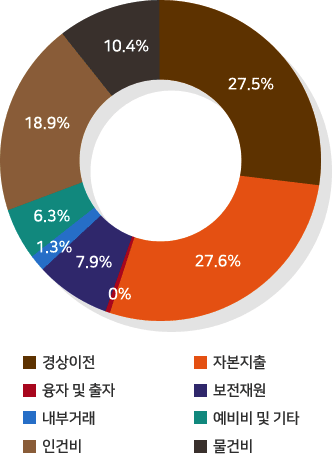 10.4%
27.5%
18.9%
6.3%
1.3%
7.9%
27.6%
0%
경상이전
자본지출
융자 및 출자
보전재원
내부거래
예비비 및 기타
인건비
물건비